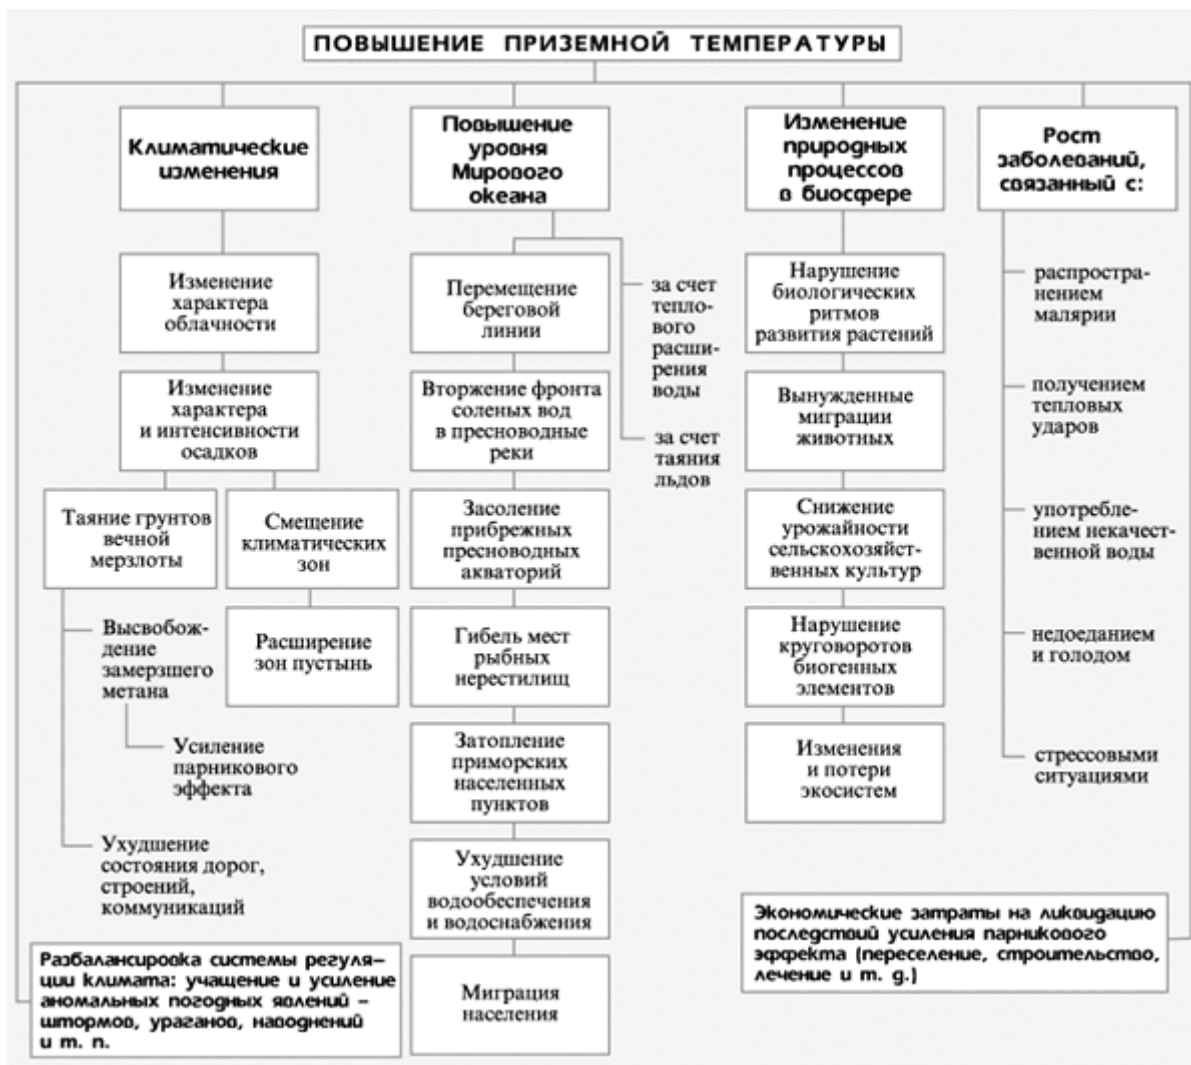 ПОВЫШЕНИЕ ПРИЗЕМНОЙ ТЕМПЕРАТУРЫ
Климатические
изменения
Изменение
характера
облачности
Изменение
характера
и интенсивности
осадков
Таяние грунтов
вечной
мерзлоты
Высвобож-
дение
замерзшего
метана
Усиление
парникового
эффекта
Ухудшение
состояния дорог,
строений,
коммуникаций
Смещение
климатических
зон
Расширение
зон пустынь
Разбалансировка системы регуля-
ции климата: учащение и усиление
аномальных погодных явлений –
штормов, ураганов, наводнений
и т. п.
Повышение
уровня
Мирового
океана
Перемещение
береговой
линии
Вторжение фронта
соленых вод
в пресноводные
реки
Засоление
прибрежных
пресноводных
акваторий
Гибель мест
рыбных
нерестилищ
Затопление
приморских
населенных
пунктов
Ухудшение
условий
водообеспечения
и водоснабжения
Миграция
населения
за счет
тепло-
вого
расши-
рения
воды
за счет
таяния
льдов
Изменение
природных
процессов
в биосфере
Нарушение
биологических
ритмов
развития растений
Вынужденные
миграции
животных
Снижение
урожайности
сельскохозяйст-
венных культур
Нарушение
круговоротов
биогенных
элементов
Изменения
и потери
экосистем
Рост
заболеваний,
связанный с:
распростра-
нением
малярии
получением
тепловых
ударов
употребле-
нием некачест-
венной воды
недоеданием
и голодом
стрессовыми
ситуациями
Экономические затраты на ликвидацию
последствий усиления парникового
эффекта (переселение, строительство,
лечение и т. д.)